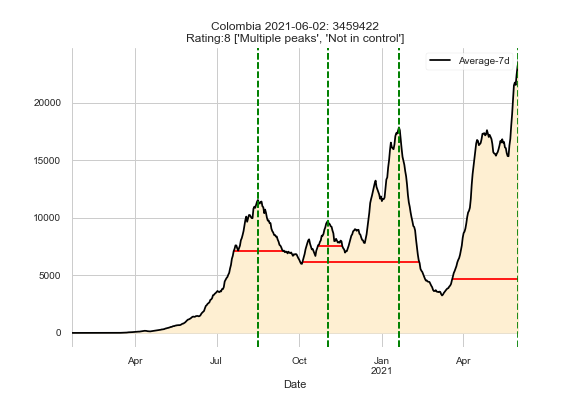 Colombia 2021-06-02: 3459422
Rating:8 ['Multiple peaks', 'Not in control']
Average-7d
20000
15000
10000
5000
0
Apr
Jul
Oct
Jan
2021
Apr
Date